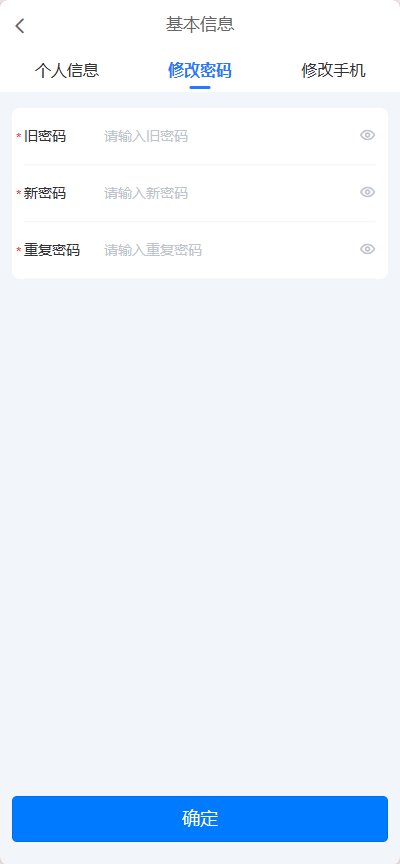 基本信息
个人信息 修改密码 修改手机
* 旧密码 请输入旧密码
* 新密码 请输入新密码
* 重复密码 请输入重复密码
确定